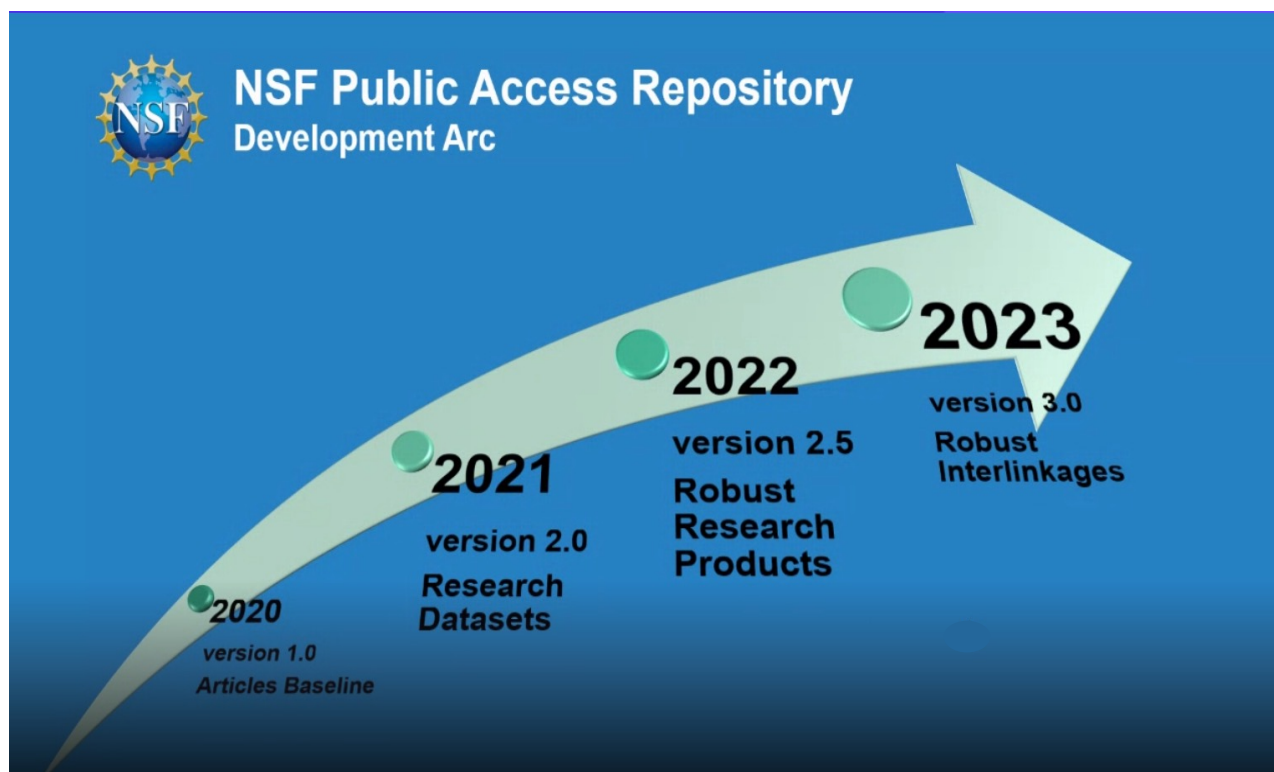 NSF
NSF Public Access Repository
Development Arc
2020
version 1.0
Articles Baseline
2021
version 2.0
Research
Datasets
2022
version 2.5
Robust
Research
Products
2023
version 3.0
Robust
Interlinkages